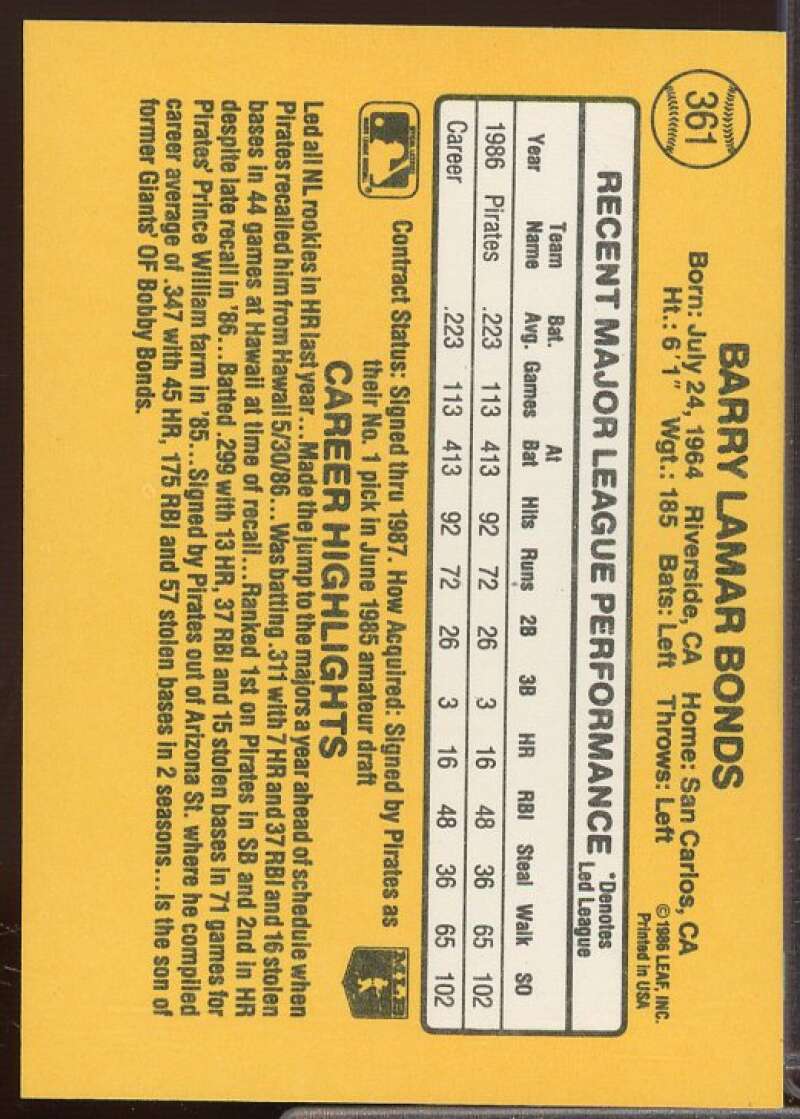 361
BARRY LAMAR BONDS
Born: July 24, 1964 Riverside, CA Home: San Carlos, CA
Ht.: 6'1" Wgt.: 185 Bats: Left Throws: Left
©1986 LEAF, INC.
Printed in USA
RECENT MAJOR LEAGUE PERFORMANCE *Denotes Led League
Year Team Name Bat. Avg. Games At Bat Hits Runs 2B 3B HR RBI Steal Walk SO
1986 Pirates .223 113 413 92 72 26 3 16 48 36 65 102
Career .223 113 413 92 72 26 3 16 48 36 65 102
Contract Status: Signed thru 1987. How Acquired: Signed by Pirates as
their No. 1 pick in June 1985 amateur draft
MLB
CAREER HIGHLIGHTS
Led all NL rookies in HR last year...Made the jump to the majors a year ahead of schedule when
Pirates recalled him from Hawaii 5/30/86... Was batting .311 with 7 HR and 37 RBI and 16 stolen
bases in 44 games at Hawaii at time of recall...Ranked 1st on Pirates in SB and 2nd in HR
despite late recall in '86...Batted .299 with 13 HR, 37 RBI and 15 stolen bases in 71 games for
Pirates' Prince William farm in '85...Signed by Pirates out of Arizona St. where he compiled
career average of .347 with 45 HR, 175 RBI and 57 stolen bases in 2 seasons...Is the son of
former Giants' OF Bobby Bonds.